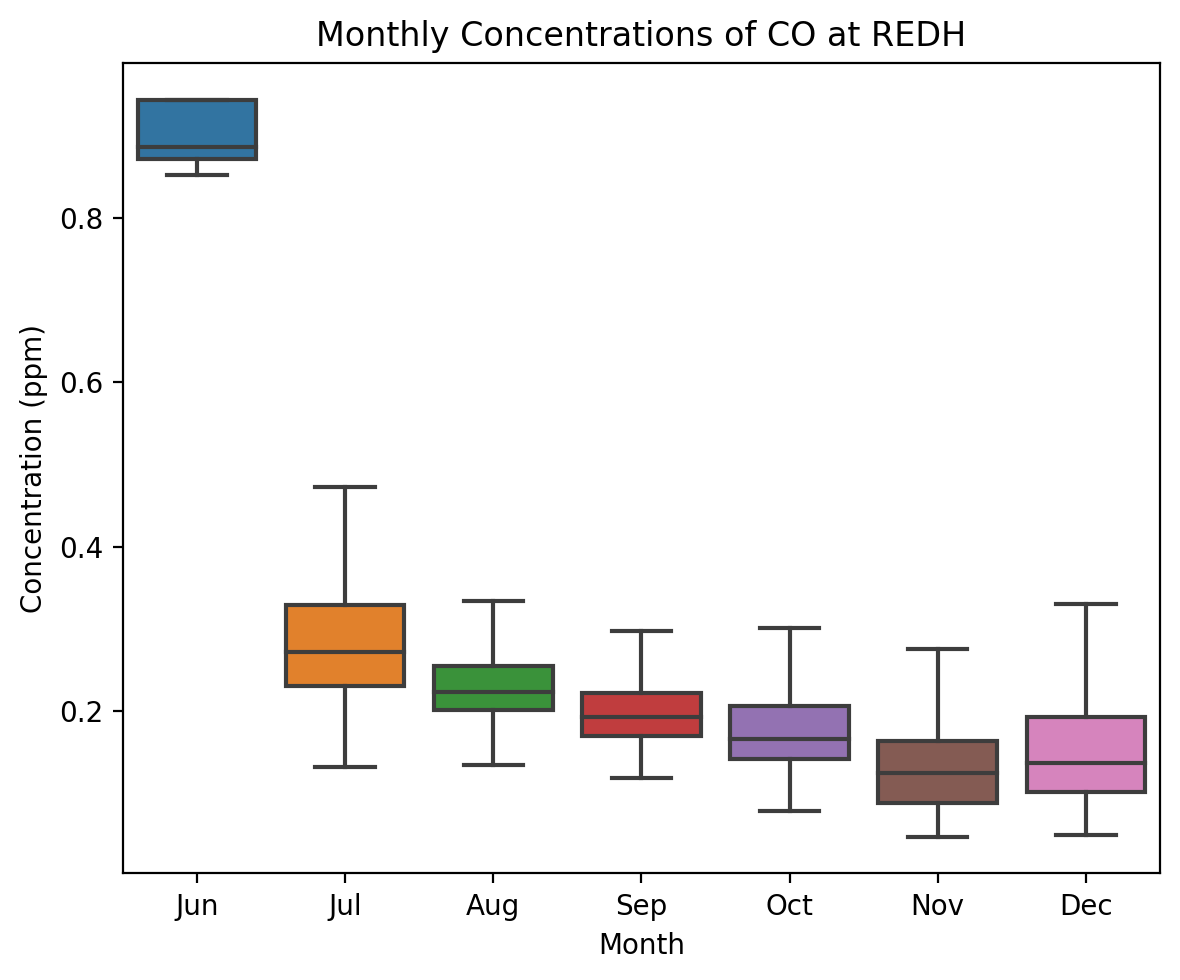 Monthly Concentrations of CO at REDH
Concentration (ppm)
0.8
0.6
0.4
0.2
Jun Jul Aug Sep Oct Nov Dec
Month